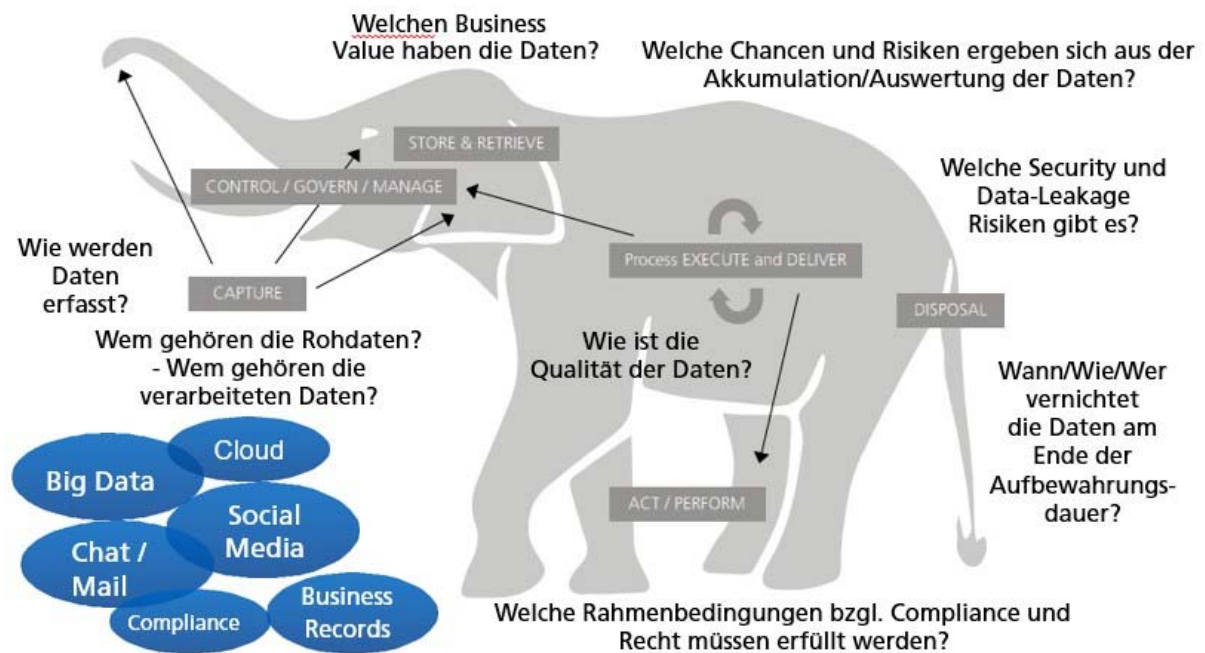 Welchen Business
Value haben die Daten?
Welche Chancen und Risiken ergeben sich aus der
Akkumulation/Auswertung der Daten?
STORE & RETRIEVE
CONTROL / GOVERN / MANAGE
Welche Security und
Data-Leakage
Risiken gibt es?
Wie werden
Daten
erfasst?
CAPTURE
Process EXECUTE and DELIVER
DISPOSAL
Wem gehören die Rohdaten?
- Wem gehören die
verarbeiteten Daten?
Wie ist die
Qualität der Daten?
Wann/Wie/Wer
vernichtet
die Daten am
Ende der
Aufbewahrungs-
dauer?
Cloud
Big Data
Social
Media
Chat /
Mail
Compliance
Business
Records
ACT / PERFORM
Welche Rahmenbedingungen bzgl. Compliance und
Recht müssen erfüllt werden?